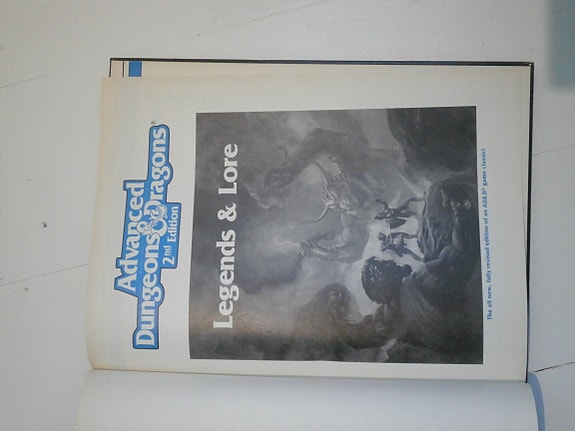 Advanced
Dungeons & Dragons®
2nd Edition
Legends & Lore
The all new, fully revised edition of an AD&D® game classic!